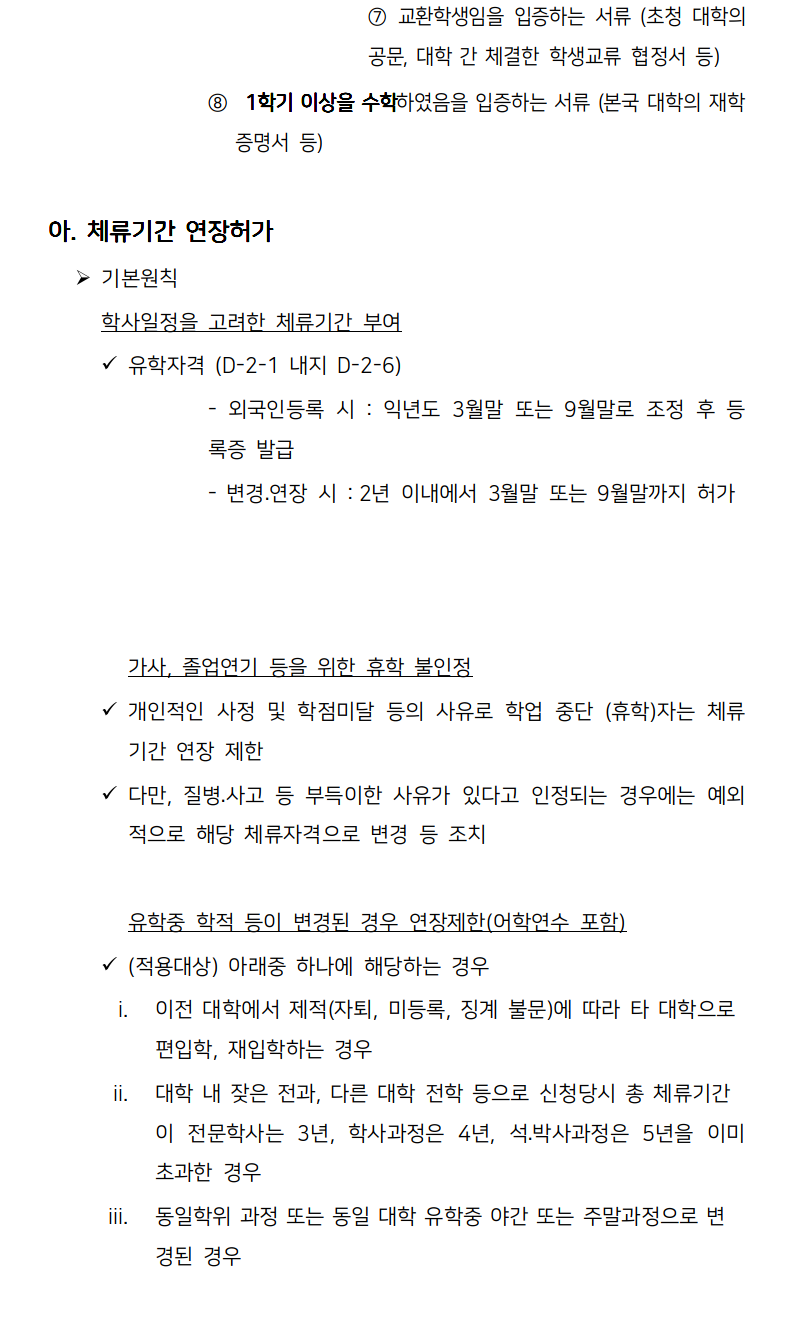 ⑦ 교환학생임을 입증하는 서류 (초청 대학의
공문, 대학 간 체결한 학생교류 협정서 등)
⑧ 1학기 이상을 수학하였음을 입증하는 서류 (본국 대학의 재학
증명서 등)
아. 체류기간 연장허가
➢ 기본원칙
학사일정을 고려한 체류기간 부여
✓ 유학자격 (D-2-1 내지 D-2-6)
- 외국인등록 시 : 익년도 3월말 또는 9월말로 조정 후 등
록증 발급
- 변경.연장 시 : 2년 이내에서 3월말 또는 9월말까지 허가
가사, 졸업연기 등을 위한 휴학 불인정
✓ 개인적인 사정 및 학점미달 등의 사유로 학업 중단 (휴학)자는 체류
기간 연장 제한
✓ 다만, 질병.사고 등 부득이한 사유가 있다고 인정되는 경우에는 예외
적으로 해당 체류자격으로 변경 등 조치
유학중 학적 등이 변경된 경우 연장제한(어학연수 포함)
✓ (적용대상) 아래중 하나에 해당하는 경우
i. 이전 대학에서 제적(자퇴, 미등록, 징계 불문)에 따라 타 대학으로
편입학, 재입학하는 경우
ii. 대학 내 잦은 전과, 다른 대학 전학 등으로 신청당시 총 체류기간
이 전문학사는 3년, 학사과정은 4년, 석.박사과정은 5년을 이미
초과한 경우
iii. 동일학위 과정 또는 동일 대학 유학중 야간 또는 주말과정으로 변
경된 경우